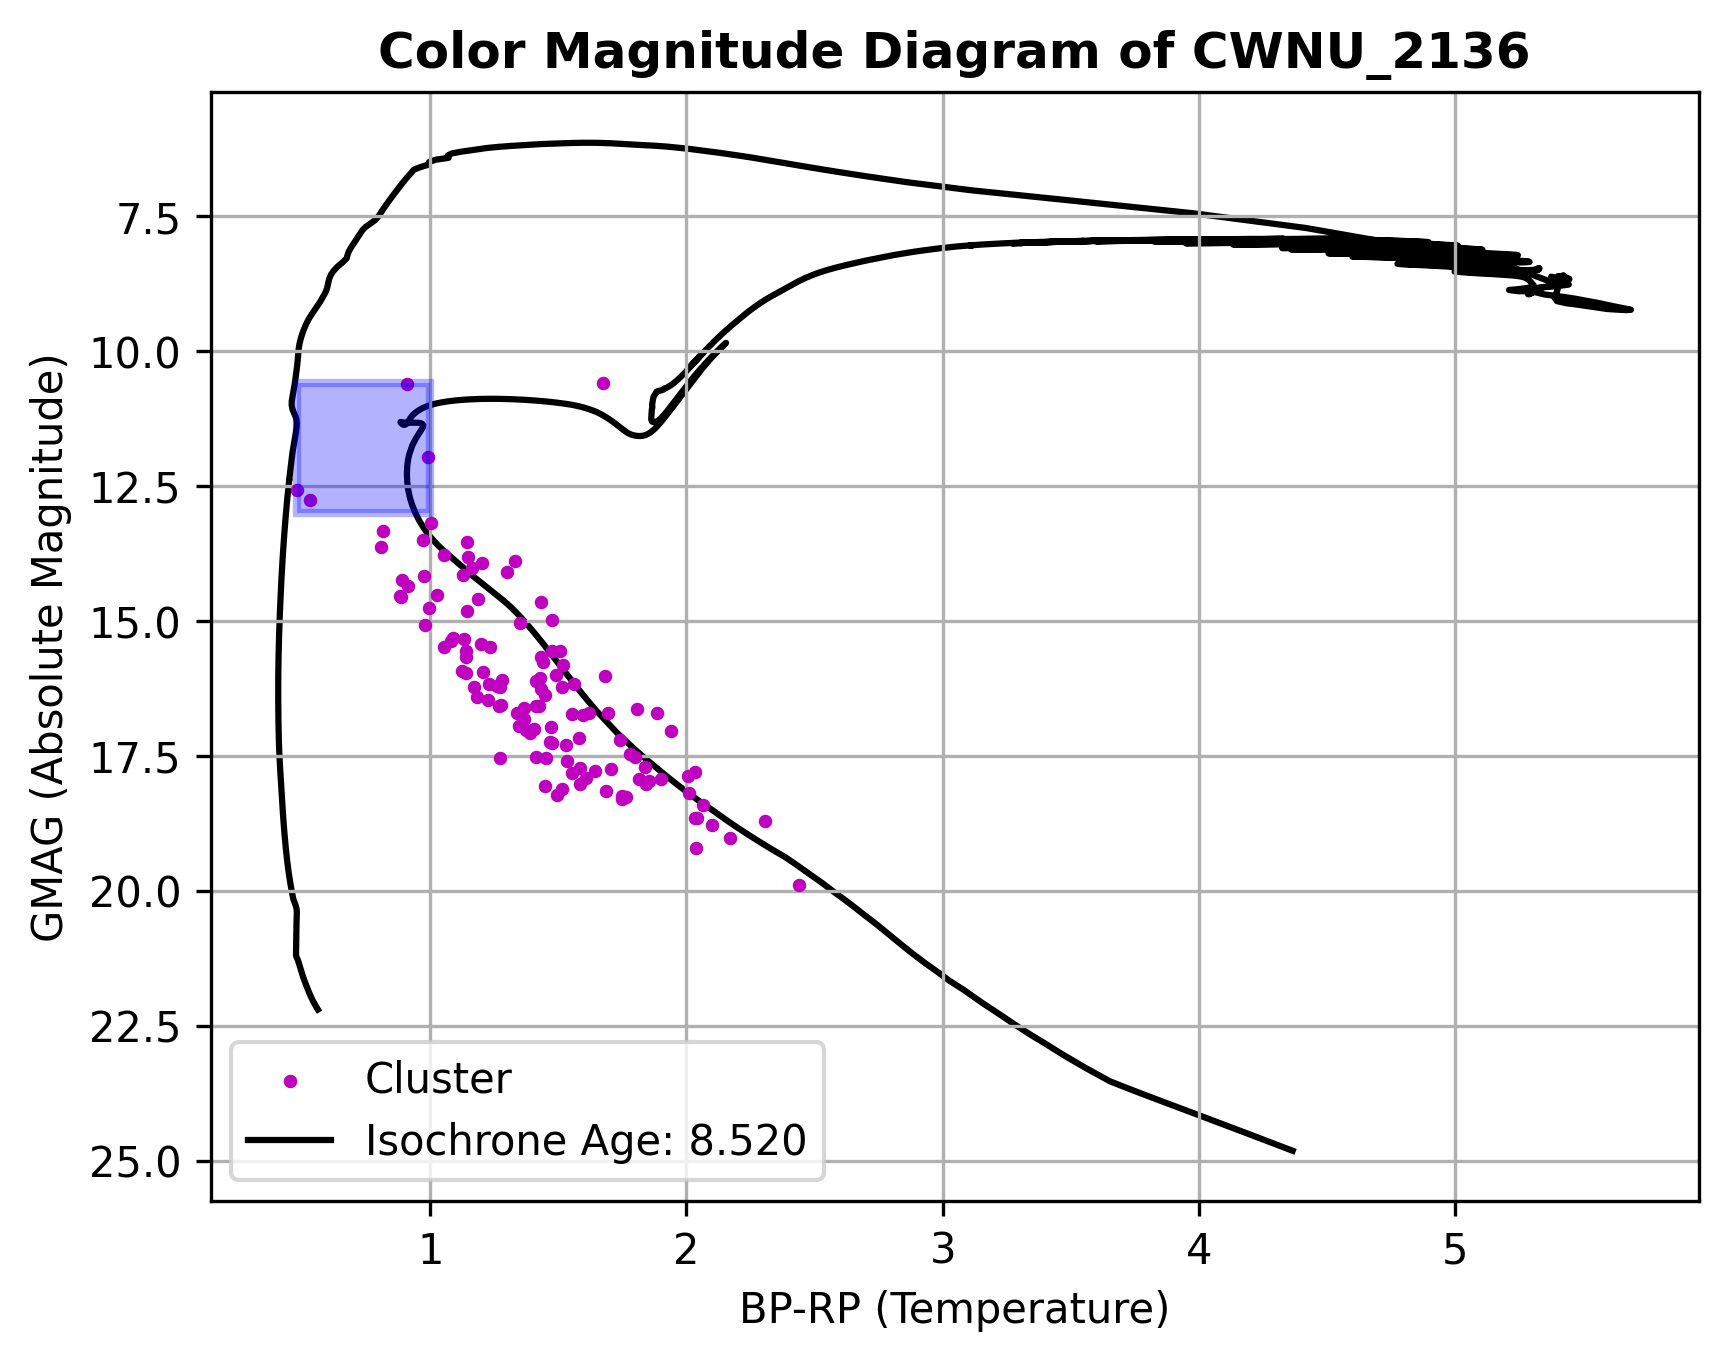 Color Magnitude Diagram of CWNU_2136
GMAG (Absolute Magnitude)
7.5
10.0
12.5
15.0
17.5
20.0
22.5
25.0
Cluster
Isochrone Age: 8.520
1 2 3 4 5
BP-RP (Temperature)